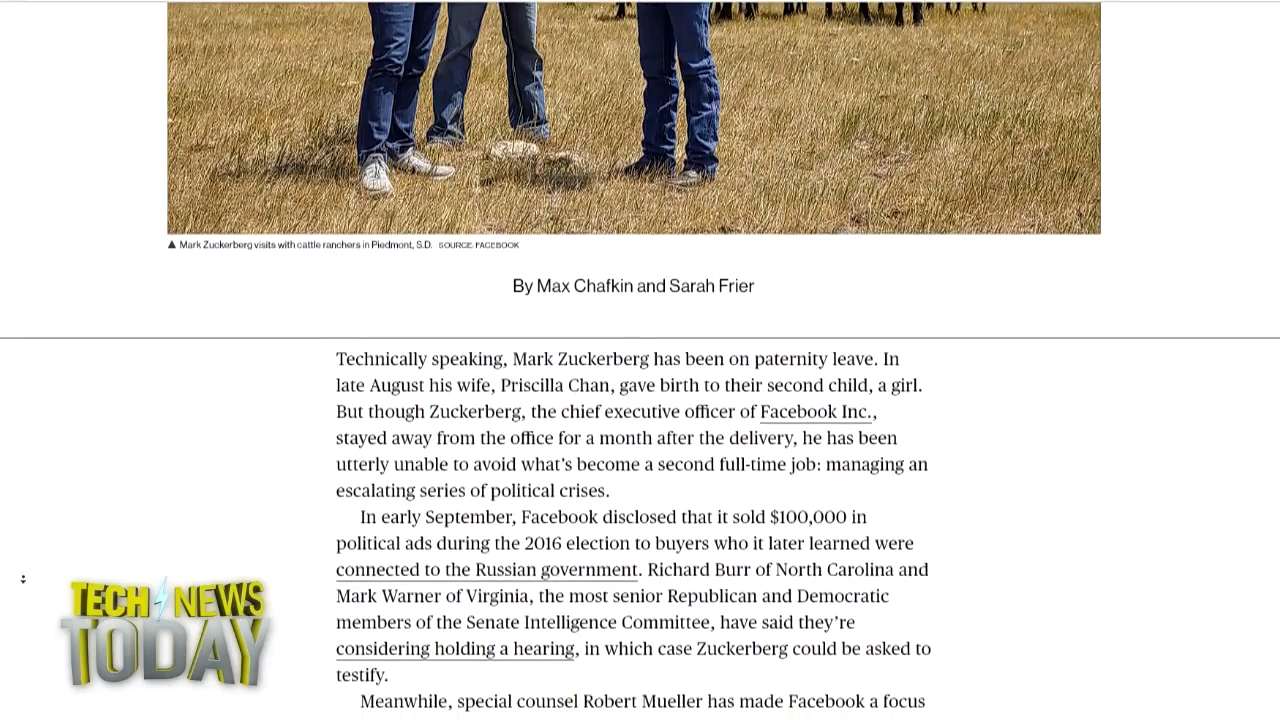 ▲ Mark Zuckerberg visits with cattle ranchers in Piedmont, S.D. SOURCE: FACEBOOK
By Max Chafkin and Sarah Frier
Technically speaking, Mark Zuckerberg has been on paternity leave. In
late August his wife, Priscilla Chan, gave birth to their second child, a girl.
But though Zuckerberg, the chief executive officer of Facebook Inc.,
stayed away from the office for a month after the delivery, he has been
utterly unable to avoid what’s become a second full-time job: managing an
escalating series of political crises.
In early September, Facebook disclosed that it sold $100,000 in
political ads during the 2016 election to buyers who it later learned were
connected to the Russian government. Richard Burr of North Carolina and
Mark Warner of Virginia, the most senior Republican and Democratic
members of the Senate Intelligence Committee, have said they’re
considering holding a hearing, in which case Zuckerberg could be asked to
testify.
Meanwhile, special counsel Robert Mueller has made Facebook a focus
TECH NEWS
TODAY